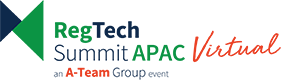 RegTech
Summit APAC Virtual
an A-Team Group event